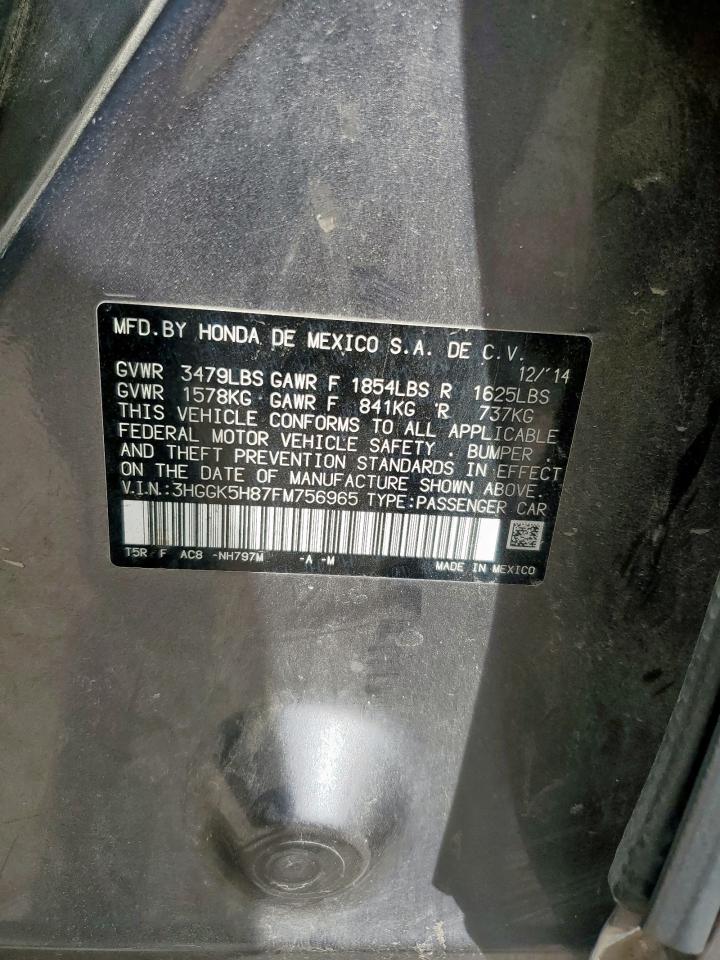 MFD.BY HONDA DE MEXICO S.A. DE C.V.
12/'14
GVWR 3479LBS GAWR F 1854LBS R 1625LBS
GVWR 1578KG GAWR F 841KG R 737KG
THIS VEHICLE CONFORMS TO ALL APPLICABLE
FEDERAL MOTOR VEHICLE SAFETY . BUMPER .
AND THEFT PREVENTION STANDARDS IN EFFECT
ON THE DATE OF MANUFACTURE SHOWN ABOVE.
V.I.N.:3HGGK5H87FM756965 TYPE:PASSENGER CAR
T5R F AC8 -NH797M -A -M
MADE IN MEXICO